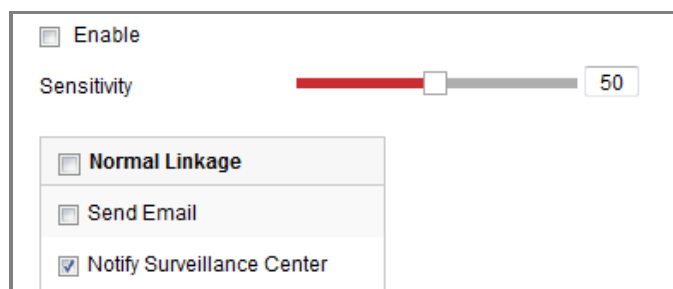 Enable
Sensitivity 50
Normal Linkage
Send Email
Notify Surveillance Center